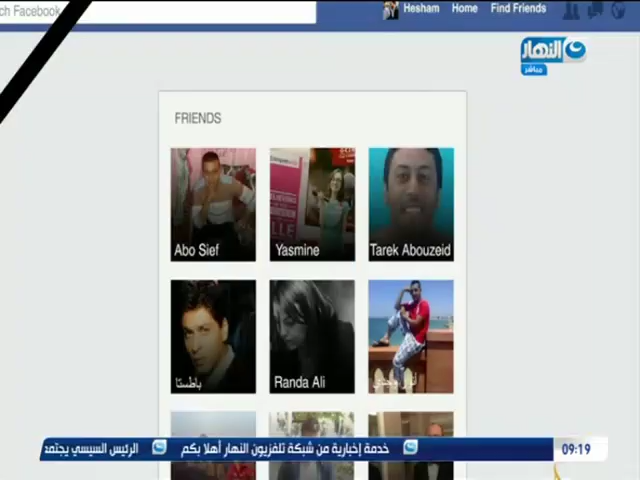 ch Facebook
Hesham Home Find Friends
النهار
مباشر
FRIENDS
Abo Sief
Yasmine
Tarek Abouzeid
باطستا
Randa Ali
خدمة إخبارية من شبكة تلفزيون النهار أهلا بكم
الرئيس السيسي يجتمع
09:19